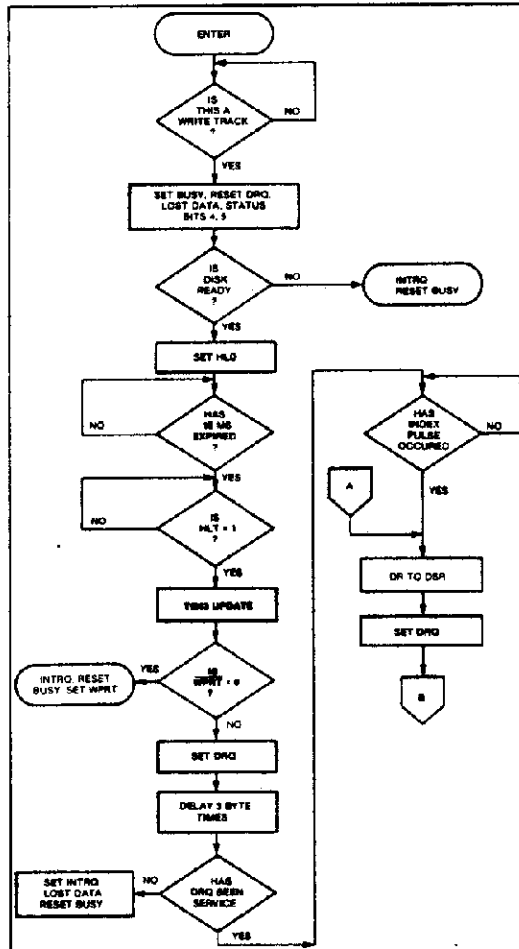 ENTER
IS
THIS A
WRITE TRACK
?
NO
YES
SET BUSY, RESET DRQ,
LOST DATA, STATUS
BITS 4, 5
IS
DISK
READY
?
NO
INTRQ
RESET BUSY
YES
SET HLD
HAS
MS
EXPIRED
?
NO
YES
IS
HLT = 1
?
NO
YES
UPDATE
IS
WPRT = 0
?
YES
INTRQ, RESET
BUSY, SET WPRT
NO
SET DRQ
DELAY 3 BYTE
TIMES
HAS
DRQ BEEN
SERVICE
NO
SET INTRQ
LOST DATA
RESET BUSY
YES
HAS
INDEX
PULSE
OCCURED
NO
YES
A
DR TO DSR
SET DRQ
B